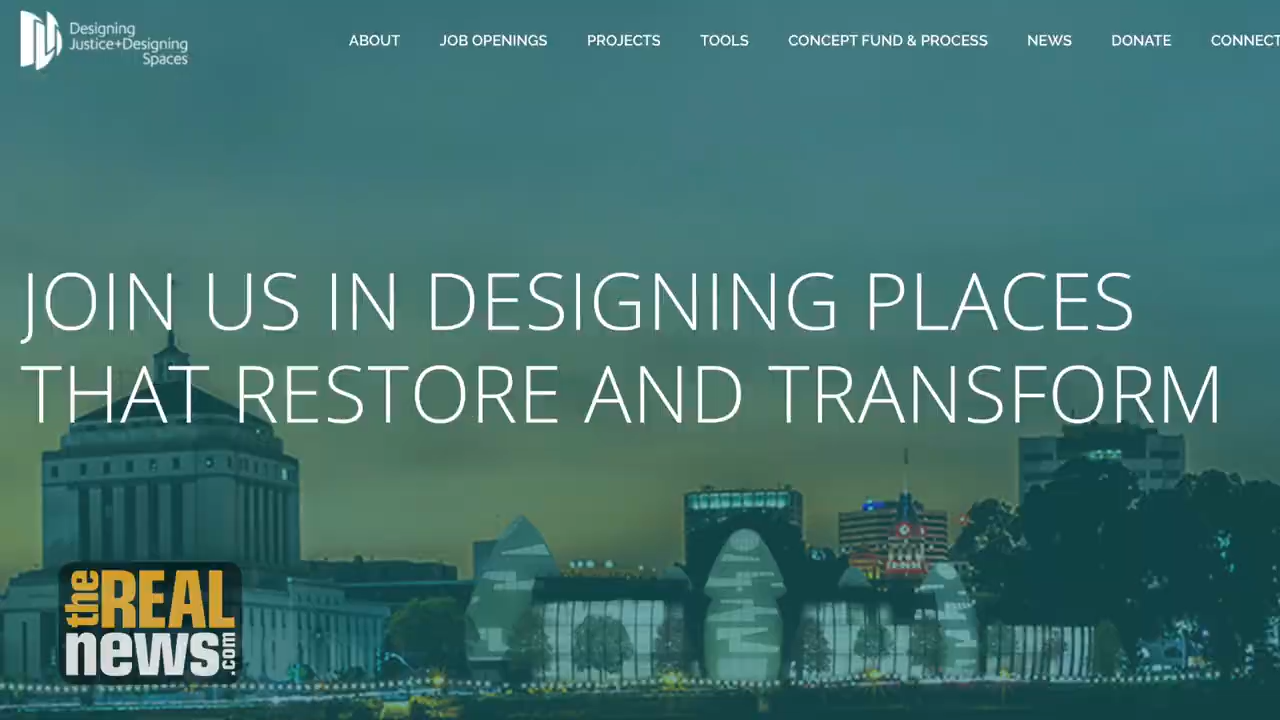 Designing
Justice+Designing
Spaces
ABOUT JOB OPENINGS PROJECTS TOOLS CONCEPT FUND & PROCESS NEWS DONATE CONNECT
JOIN US IN DESIGNING PLACES
THAT RESTORE AND TRANSFORM
the REAL
news.com